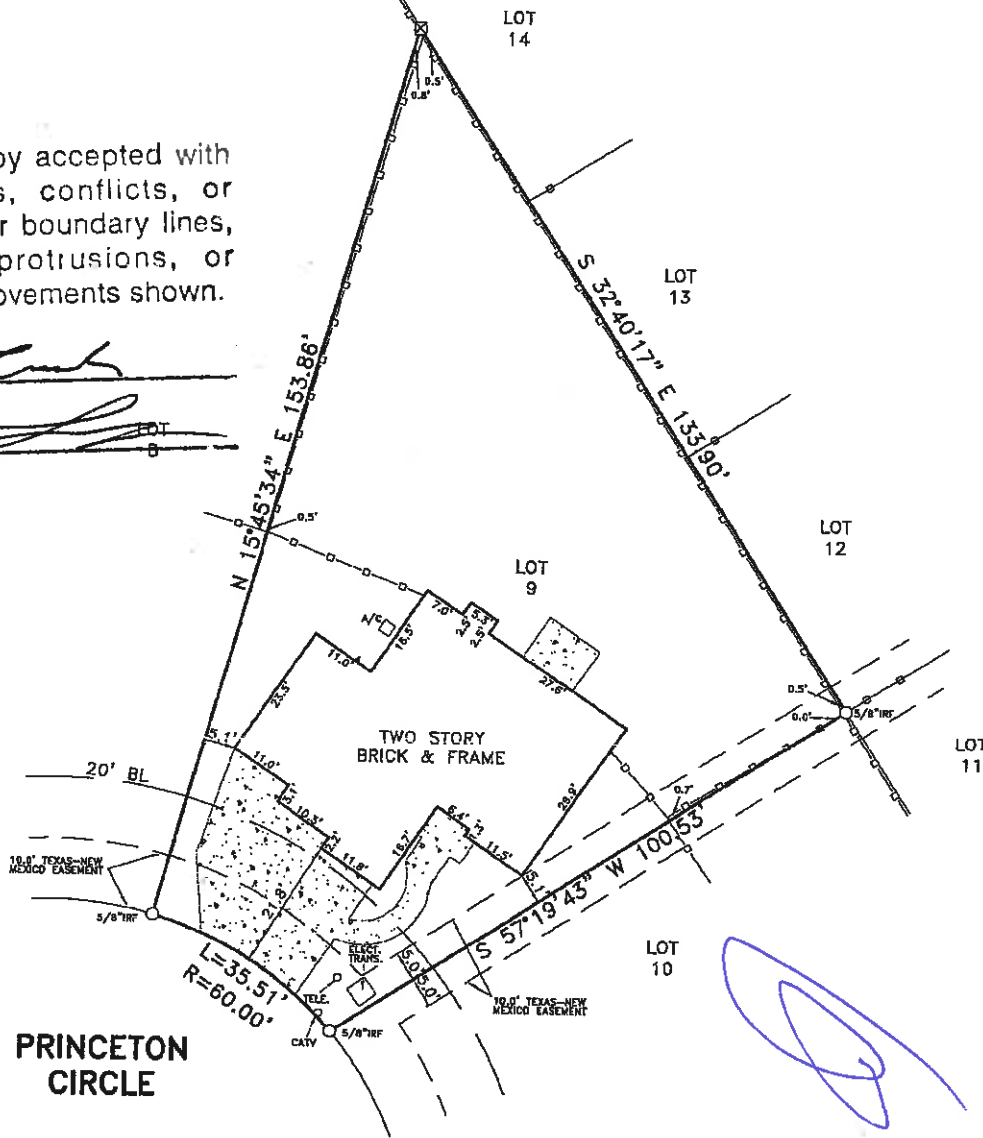 LOT
14
0.5'
0.8'
by accepted with
s, conflicts, or
r boundary lines,
protrusions, or
ovements shown.
LOT
13
S 32°40'17" E 133.90'
N 15°45'34" E 153.86'
LOT
8
0.5'
LOT
12
LOT
9
A/C
7.0'
2.5'
5.3'
2.5'
16.5'
11.0'
27.6'
23.5'
TWO STORY
BRICK & FRAME
0.5'
0.0'
5/8"IRF
LOT
11
5.1'
11.0'
20' BL
10.3'
2.2'
11.8'
16.7'
6.4'
11.5'
29.9'
0.7'
5.1'
S 57°19'43" W 100.53'
10.0' TEXAS-NEW
MEXICO EASEMENT
5/8"IRF
21.8'
LOT
10
ELECT.
TRANS.
5.0'
5.0'
L=35.51'
R=60.00'
TELE.
CATV
5/8"IRF
10.0' TEXAS-NEW
MEXICO EASEMENT
PRINCETON
CIRCLE